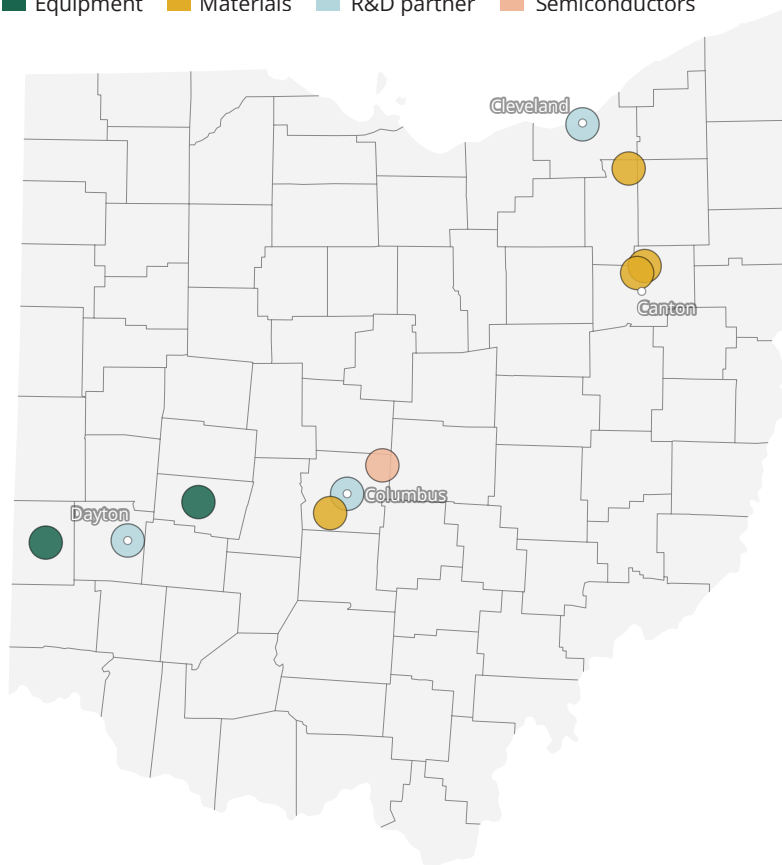 Equipment Materials R&D partner Semiconductors
Cleveland
Canton
Columbus
Dayton